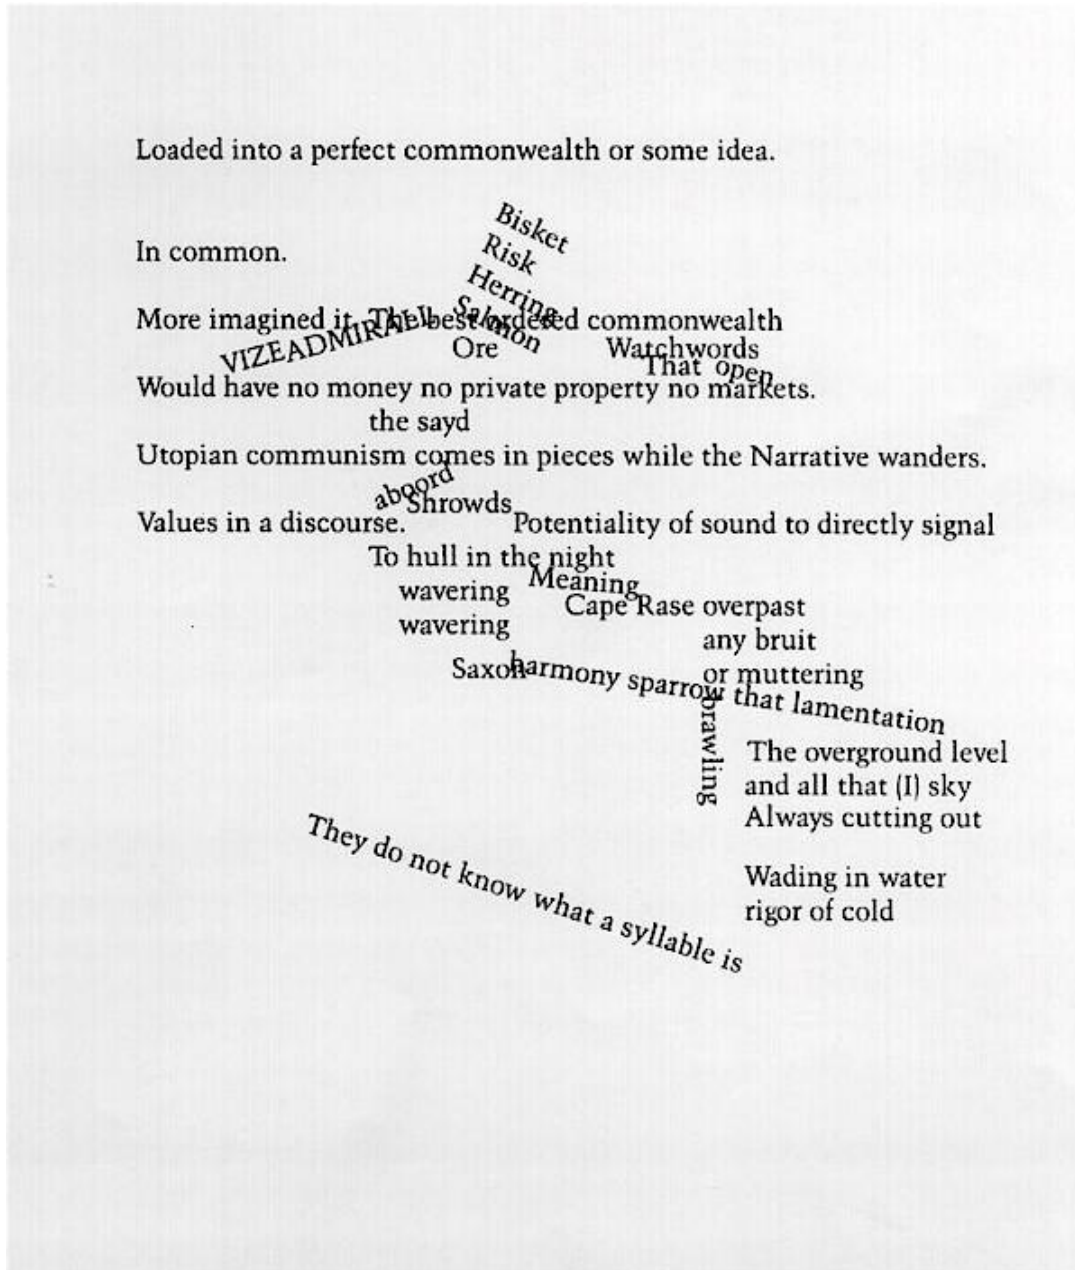 Loaded into a perfect commonwealth or some idea.
Bisket
Risk
In common.
Herring
Salmon
More imagined it. The best ordered commonwealth
VIZEADMIRALL
Ore
Watchwords
That open
Would have no money no private property no markets.
the sayd
Utopian communism comes in pieces while the Narrative wanders.
aboord
Shrowds
Values in a discourse.
Potentiality of sound to directly signal
To hull in the night
Meaning
wavering
Cape Rase overpast
wavering
any bruit
or muttering
Saxon
harmony sparrow that lamentation
brawling
The overground level
and all that (I) sky
Always cutting out
They do not know what a syllable is
Wading in water
rigor of cold